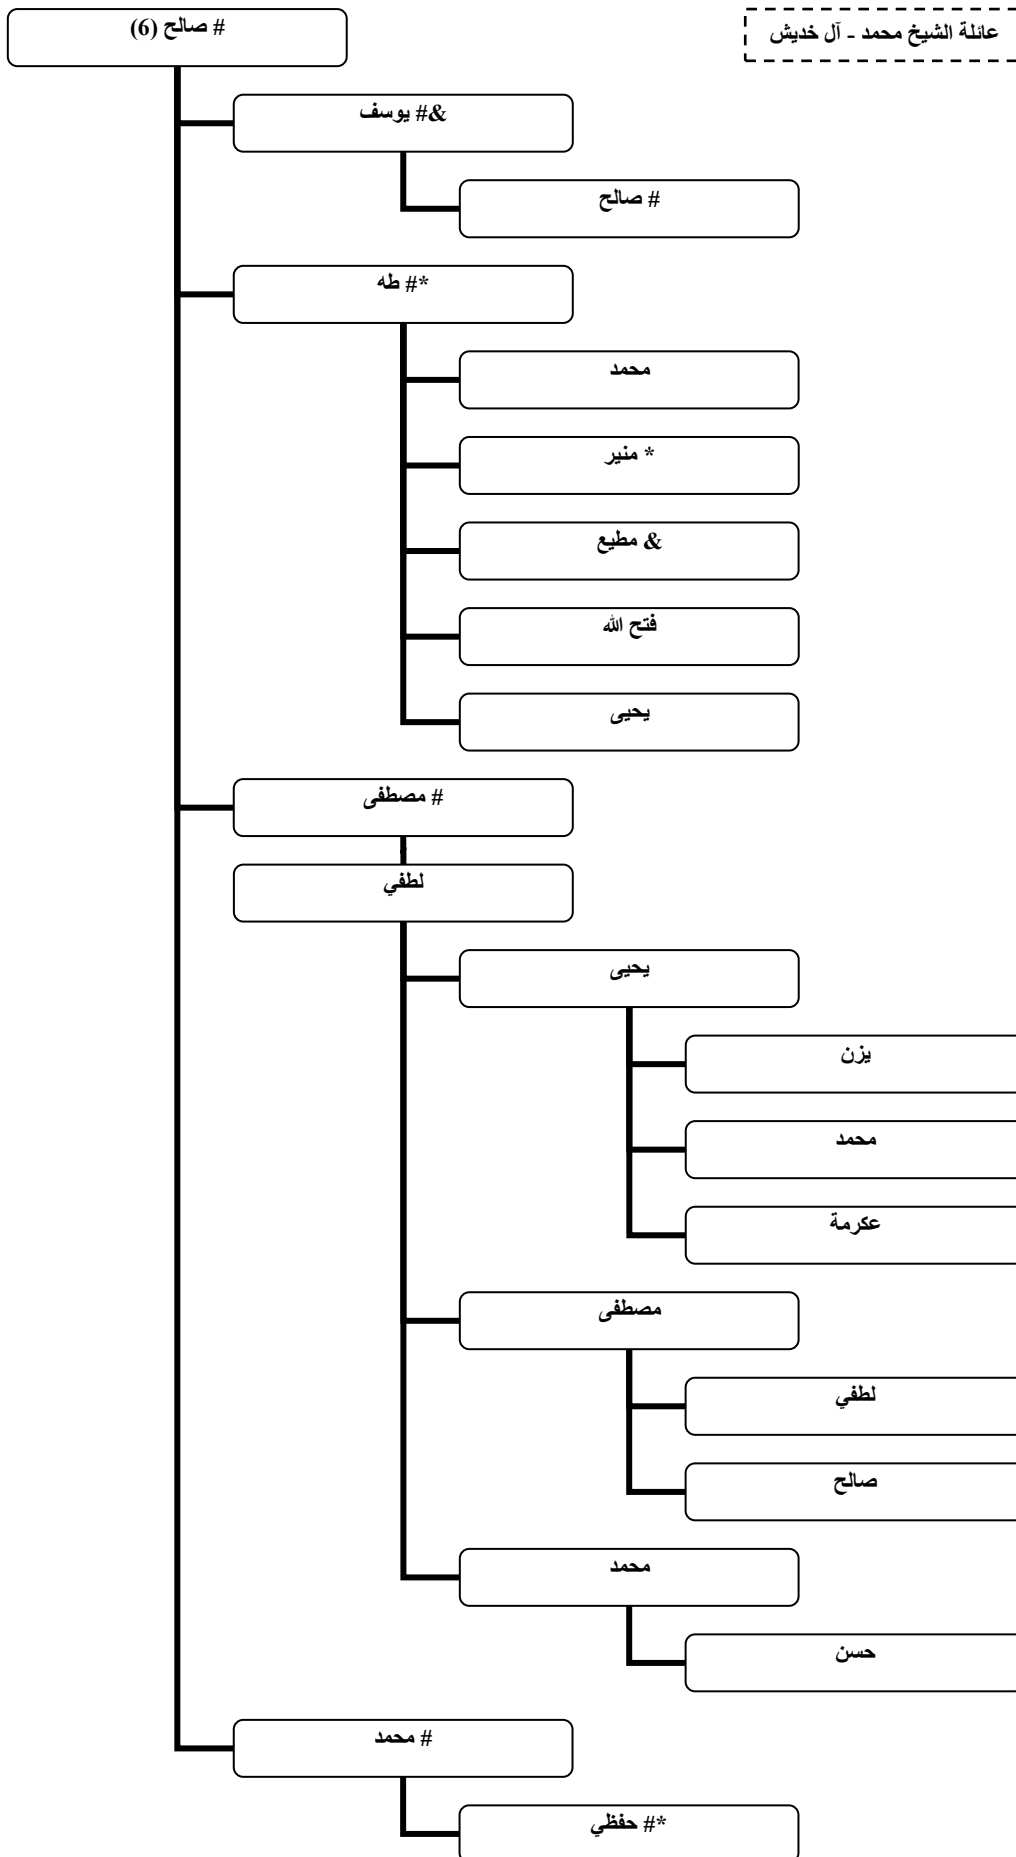 عائلة الشيخ محمد - آل خديش
# صالح (6)
&# يوسف
# صالح
*# طه
محمد
* منير
& مطيع
فتح الله
يحيى
# مصطفى
لطفي
يحيى
يزن
محمد
عكرمة
مصطفى
لطفي
صالح
محمد
حسن
# محمد
*# حفظي